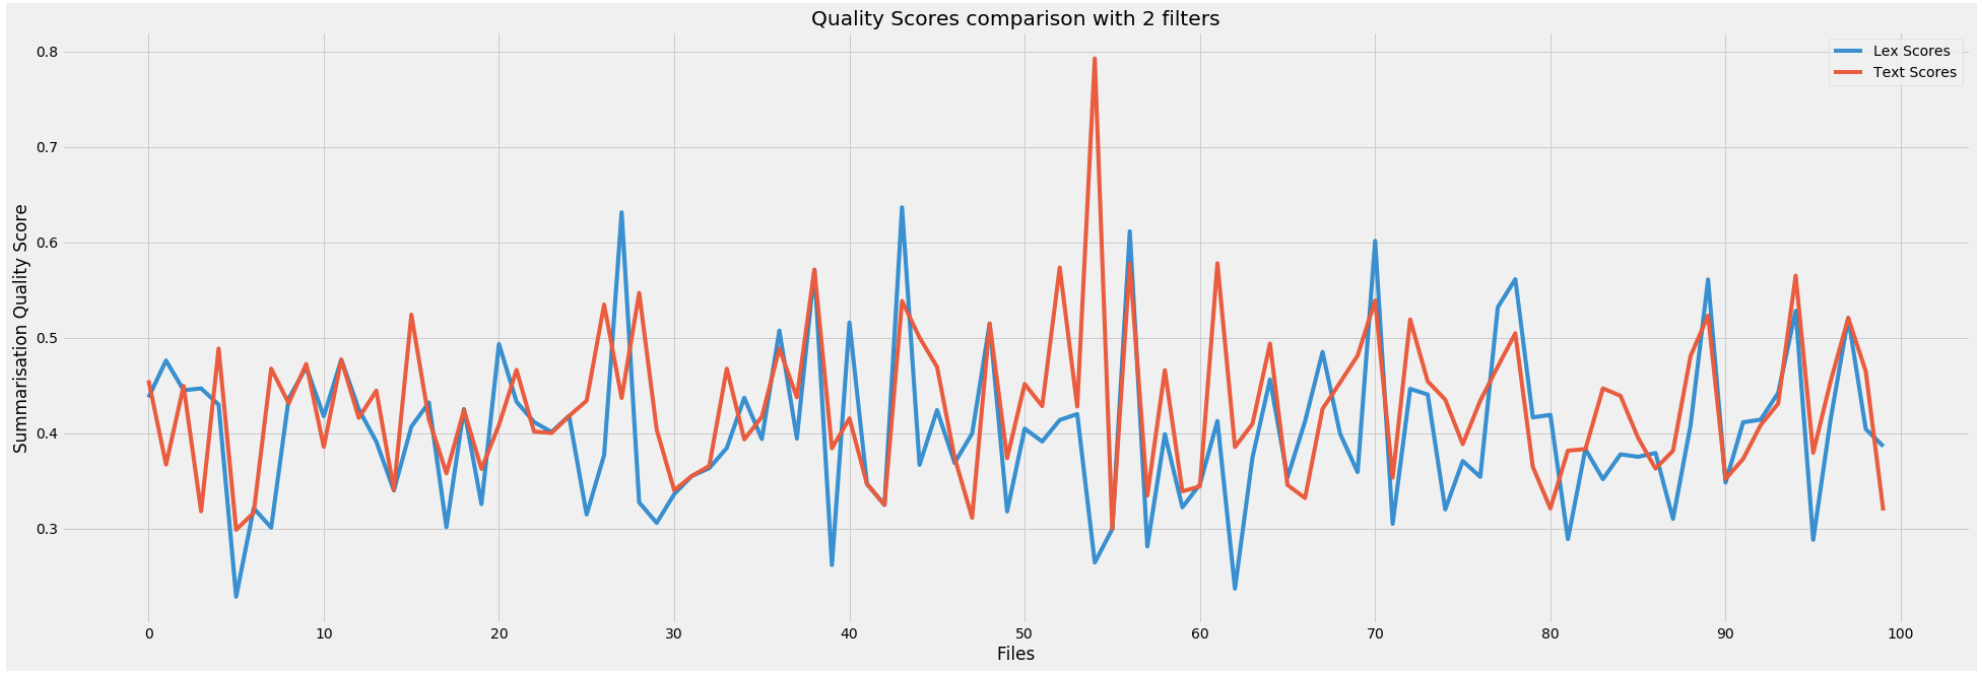 Quality Scores comparison with 2 filters
Lex Scores
Text Scores
Summarisation Quality Score
0.8
0.7
0.6
0.5
0.4
0.3
0 10 20 30 40 50 60 70 80 90 100
Files